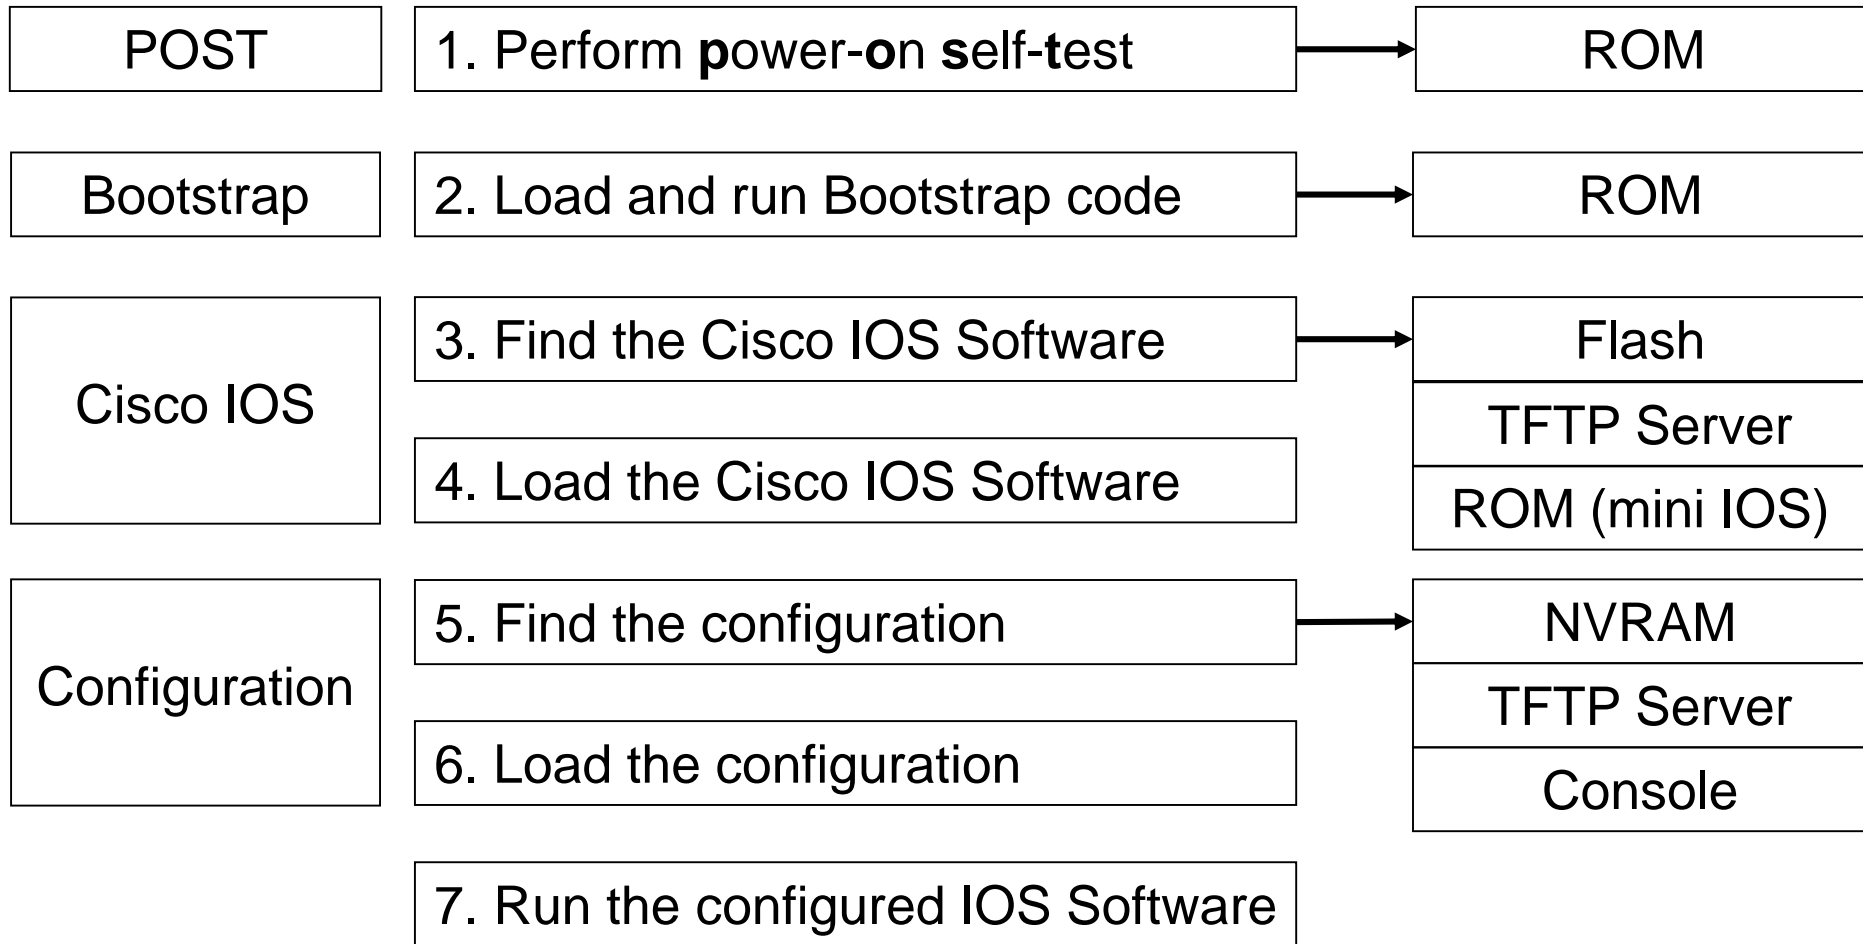 POST
1. Perform power-on self-test
ROM
Bootstrap
2. Load and run Bootstrap code
ROM
Cisco IOS
3. Find the Cisco IOS Software
Flash
TFTP Server
4. Load the Cisco IOS Software
ROM (mini IOS)
Configuration
5. Find the configuration
NVRAM
TFTP Server
6. Load the configuration
Console
7. Run the configured IOS Software